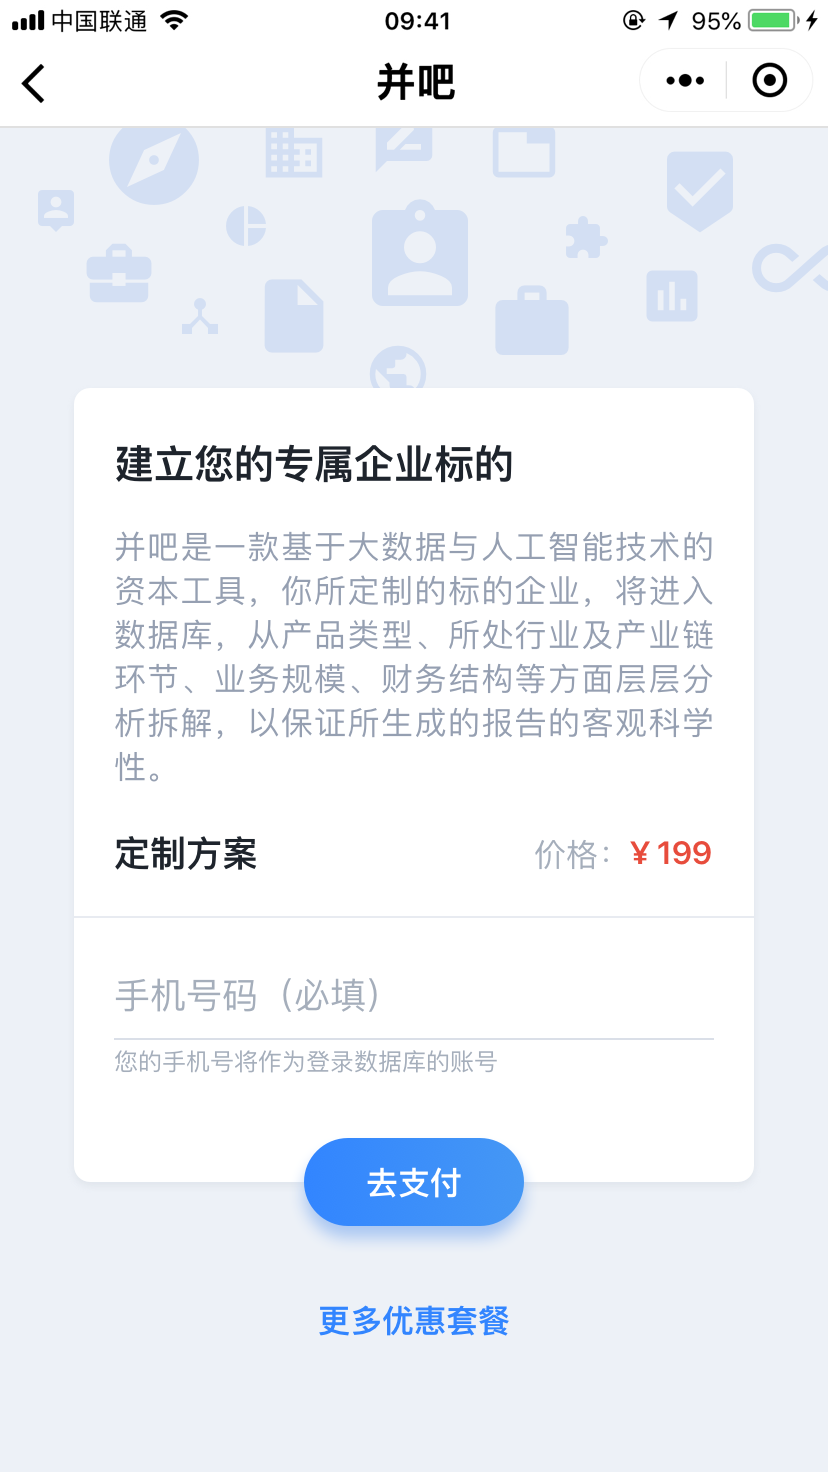 中国联通
09:41
95%
并吧
建立您的专属企业标的
并吧是一款基于大数据与人工智能技术的
资本工具，你所定制的标的企业，将进入
数据库，从产品类型、所处行业及产业链
环节、业务规模、财务结构等方面层层分
析拆解，以保证所生成的报告的客观科学
性。
定制方案 价格：￥199
手机号码（必填）
您的手机号将作为登录数据库的账号
去支付
更多优惠套餐